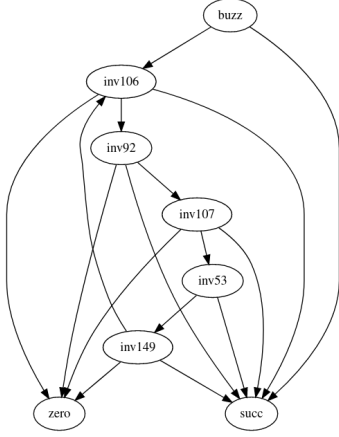 buzz
inv106
inv92
inv107
inv53
inv149
zero
succ